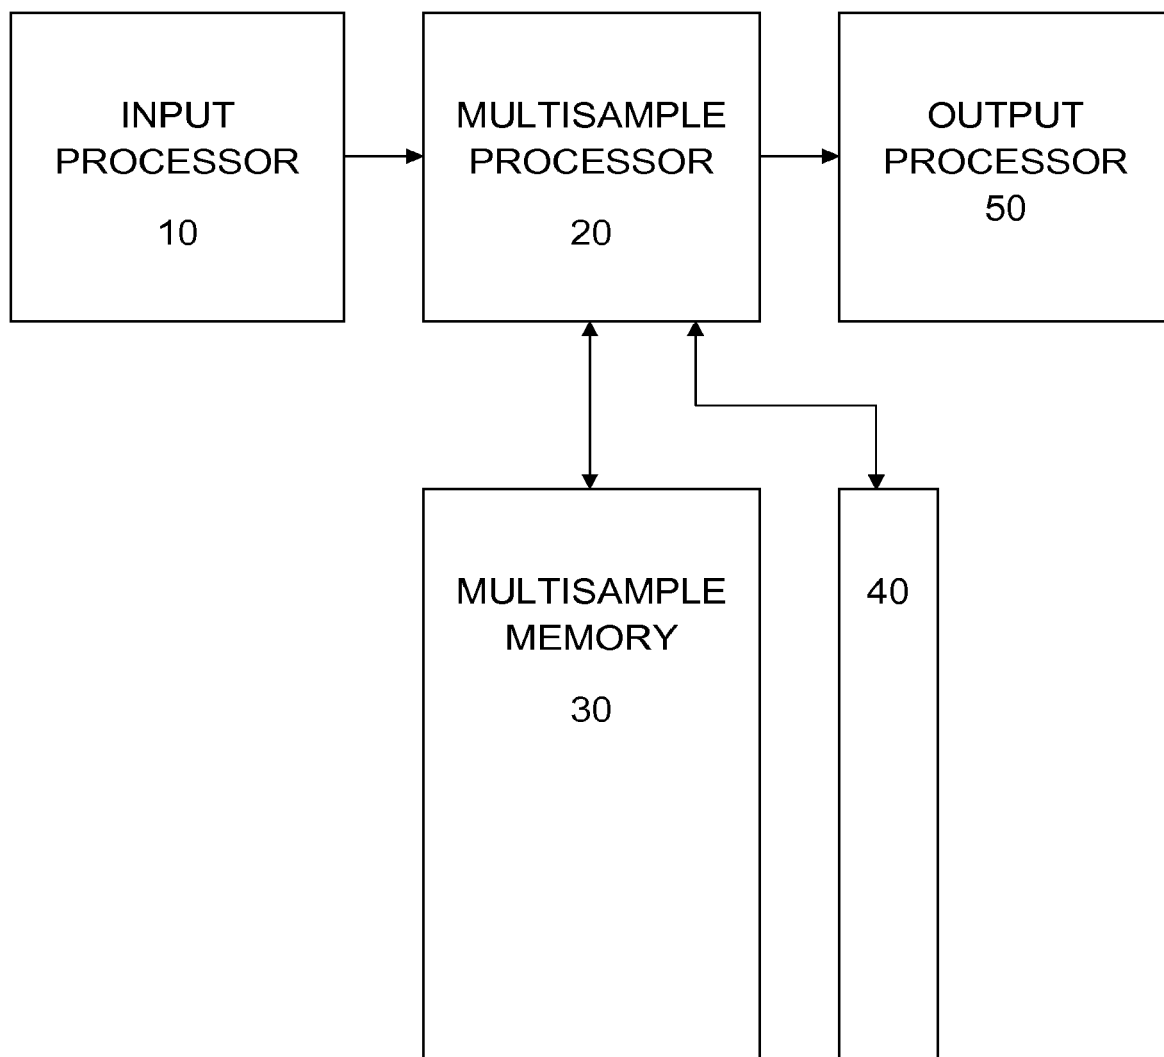 INPUT
PROCESSOR
10
MULTISAMPLE
PROCESSOR
20
OUTPUT
PROCESSOR
50
MULTISAMPLE
MEMORY
30
40